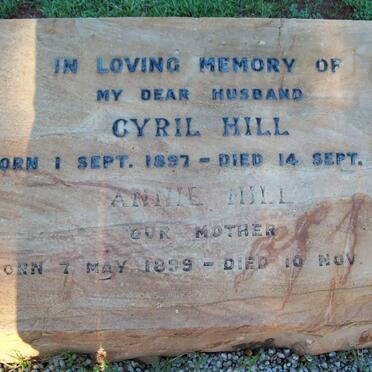 IN LOVING MEMORY OF
MY DEAR HUSBAND
CYRIL HILL
ORN 1 SEPT. 1897 - DIED 14 SEPT.
ANNIE HILL
OUR MOTHER
ORN 7 MAY 1899 - DIED 10 NOV.